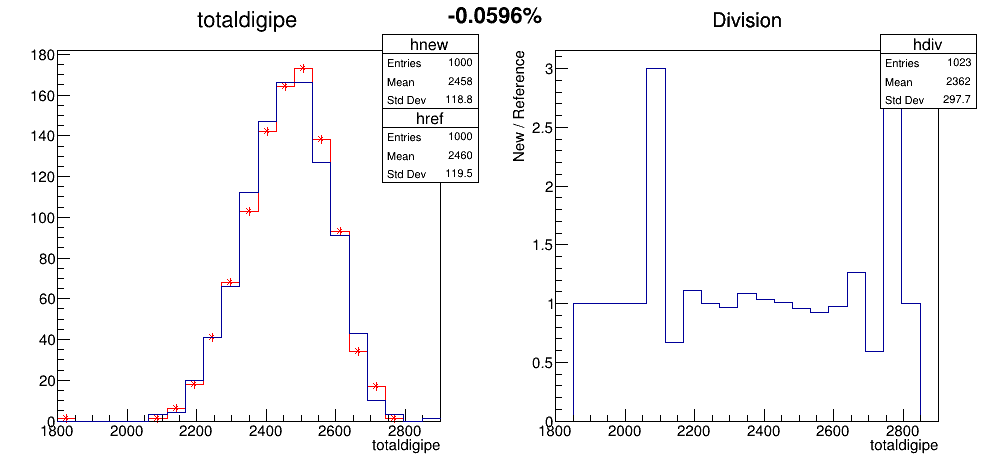 -0.0596%
totaldigipe
hnew
Entries 1000
Mean 2458
Std Dev 118.8
href
Entries 1000
Mean 2460
Std Dev 119.5
180
160
140
120
100
80
60
40
20
0
1800 2000 2200 2400 2600 2800
totaldigipe
Division
hdiv
Entries 1023
Mean 2362
Std Dev 297.7
New / Reference
3
2.5
2
1.5
1
0.5
0
1800 2000 2200 2400 2600 2800
totaldigipe